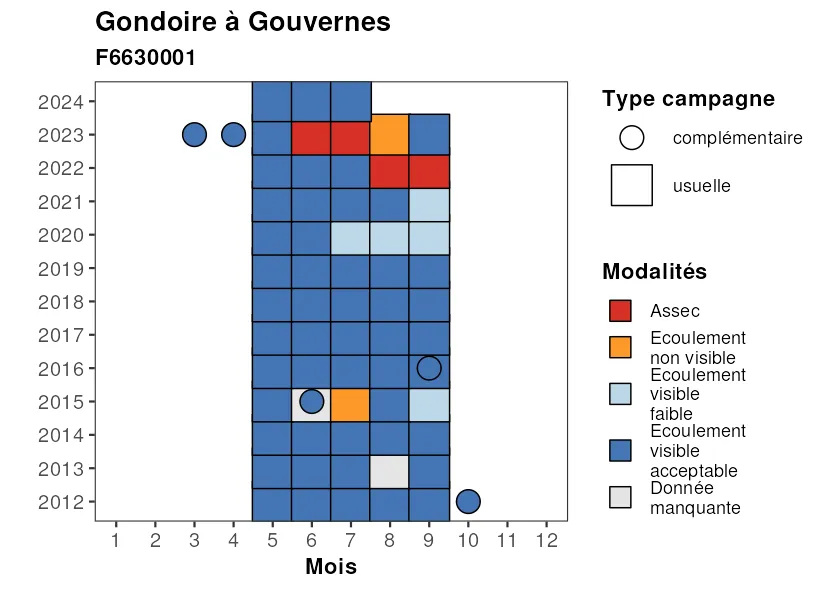 Gondoire à Gouvernes
F6630001
2024
2023
2022
2021
2020
2019
2018
2017
2016
2015
2014
2013
2012
1 2 3 4 5 6 7 8 9 10 11 12
Mois
Type campagne
complémentaire
usuelle
Modalités
Assec
Ecoulement
non visible
Ecoulement
visible
faible
Ecoulement
visible
acceptable
Donnée
manquante